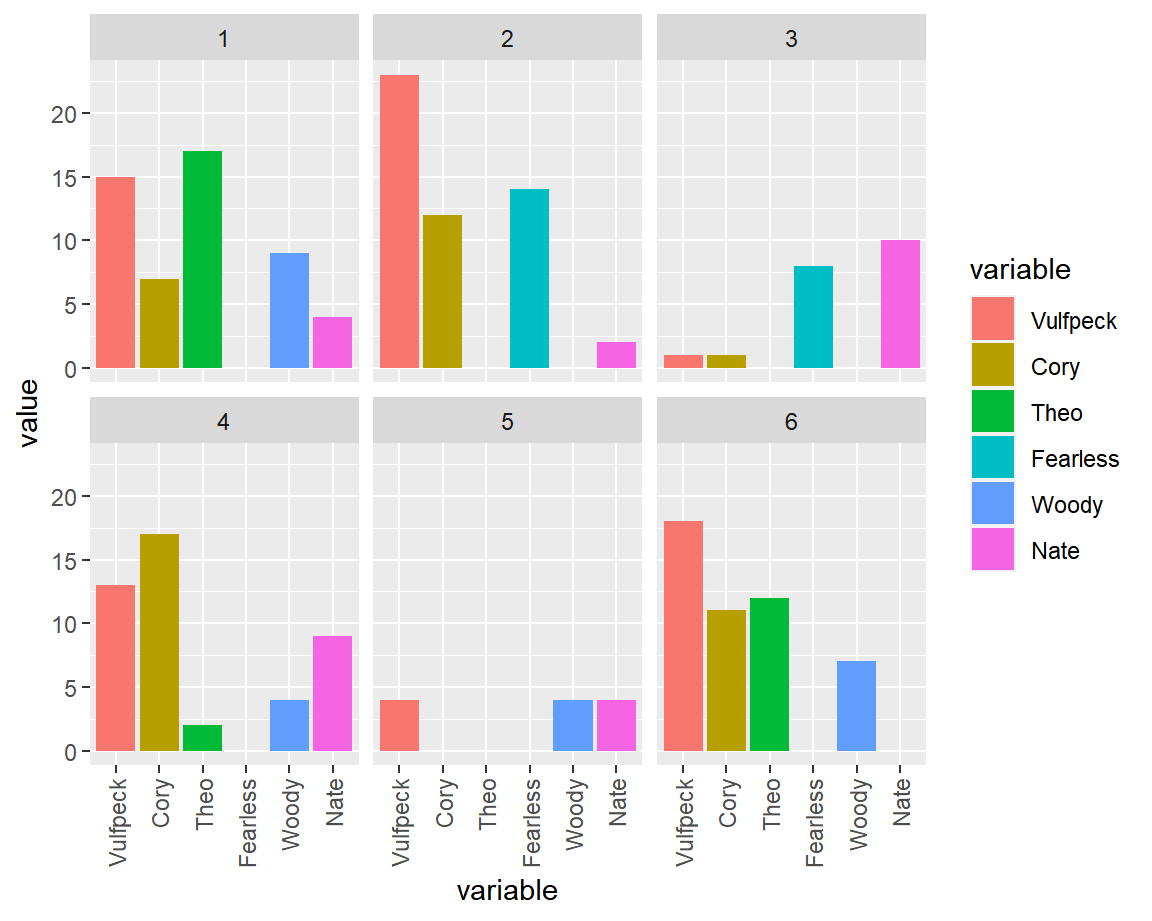 1 2 3
20
15
10
5
0
value
4 5 6
20
15
10
5
0
Vulfpeck Cory Theo Fearless Woody Nate Vulfpeck Cory Theo Fearless Woody Nate Vulfpeck Cory Theo Fearless Woody Nate
variable
variable
Vulfpeck
Cory
Theo
Fearless
Woody
Nate